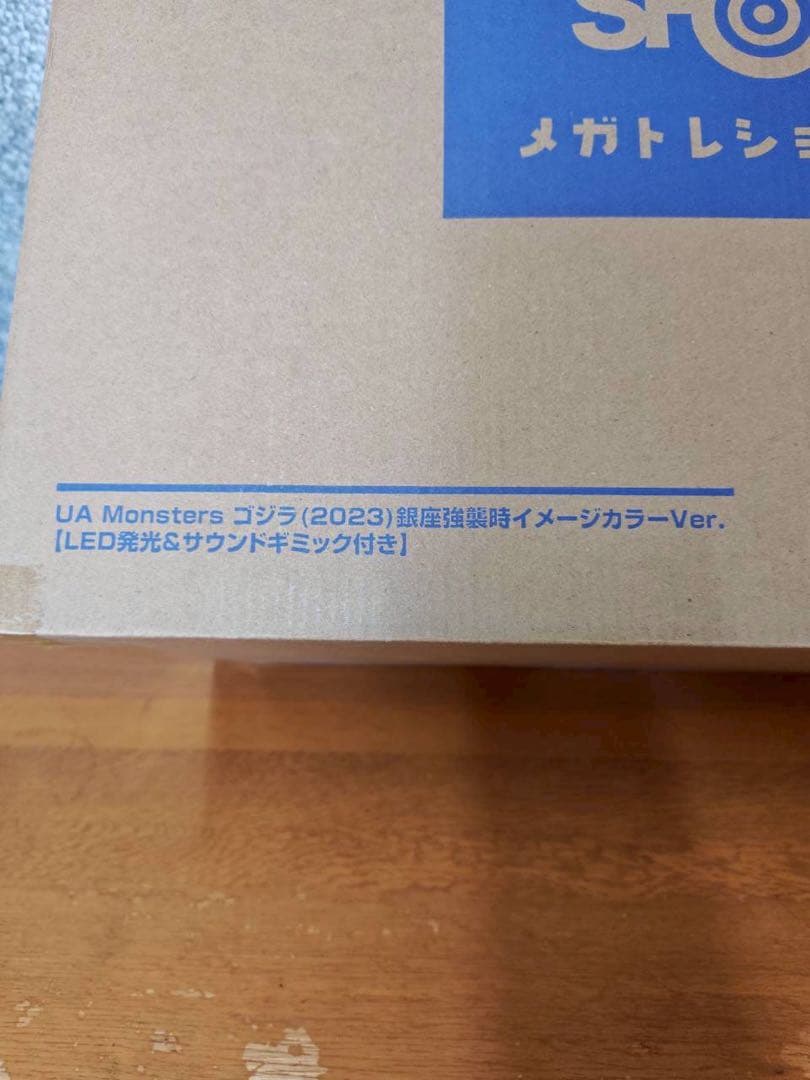 メガトレショ
UA Monsters ゴジラ(2023)銀座強襲時イメージカラーVer.
【LED発光&サウンドギミック付き】